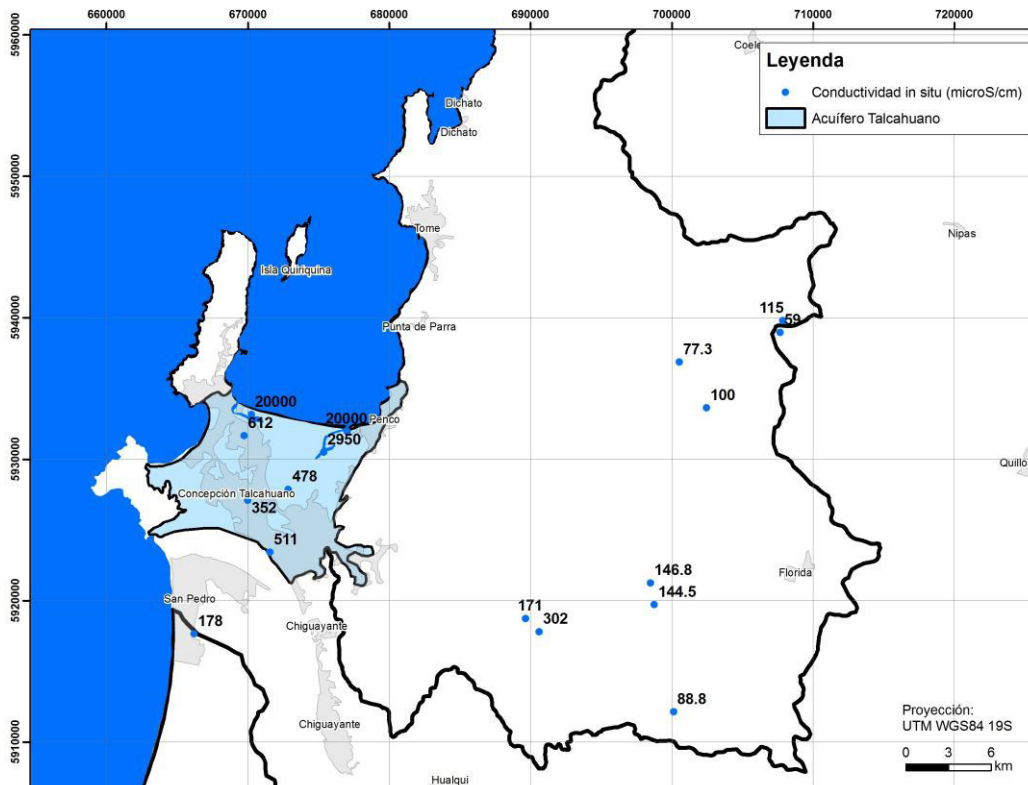 660000
670000
680000
690000
700000
710000
720000
5960000
5950000
5940000
5930000
5920000
5910000
Coele
Leyenda
Conductividad in situ (microS/cm)
Acuífero Talcahuano
Dichato
Dichato
Tome
Nipas
Isla Quiriquina
Punta de Parra
115
59
77.3
100
20000
20000
Penco
612
2950
478
Quillo
Concepción Talcahuano
352
511
146.8
Florida
144.5
San Pedro
171
178
302
Chiguayante
88.8
Chiguayante
Proyección:
UTM WGS84 19S
0 3 6
km
Hualqui